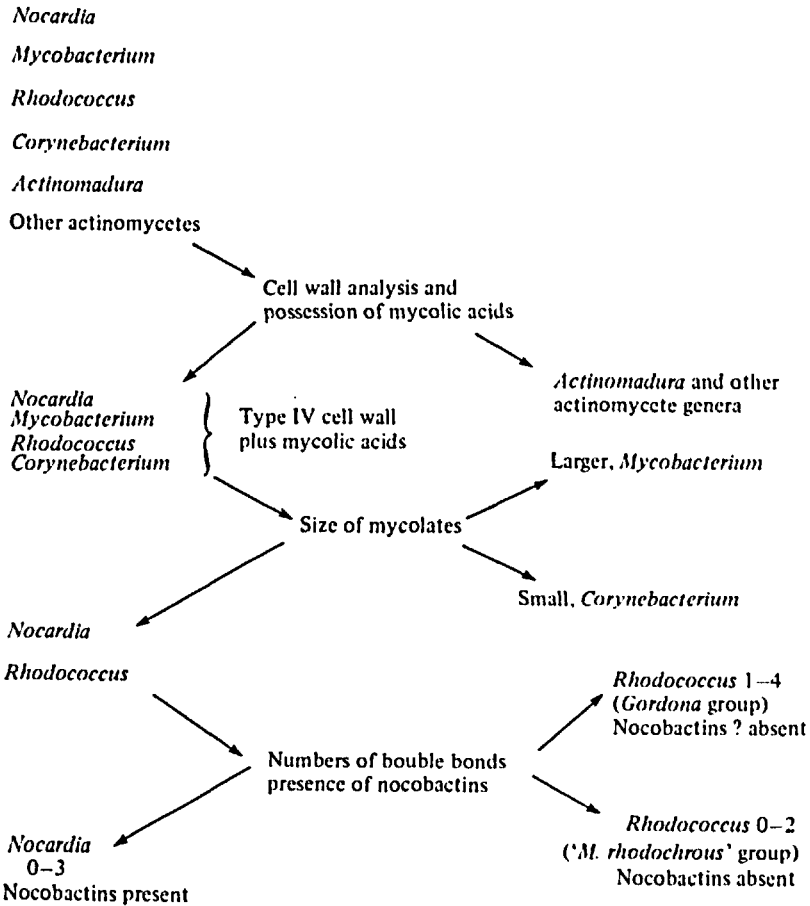 Nocardia
Mycobacterium
Rhodococcus
Corynebacterium
Actinomadura
Other actinomycetes
Cell wall analysis and
possession of mycolic acids
Nocardia
Mycobacterium
Rhodococcus
Corynebacterium
Type IV cell wall
plus mycolic acids
Actinomadura and other
actinomycete genera
Larger, Mycobacterium
Size of mycolates
Small, Corynebacterium
Nocardia
Rhodococcus
Rhodococcus 1–4
(Gordona group)
Nocobactins ? absent
Numbers of bouble bonds
presence of nocobactins
Rhodococcus 0–2
('M. rhodochrous' group)
Nocobactins absent
Nocardia
0–3
Nocobactins present